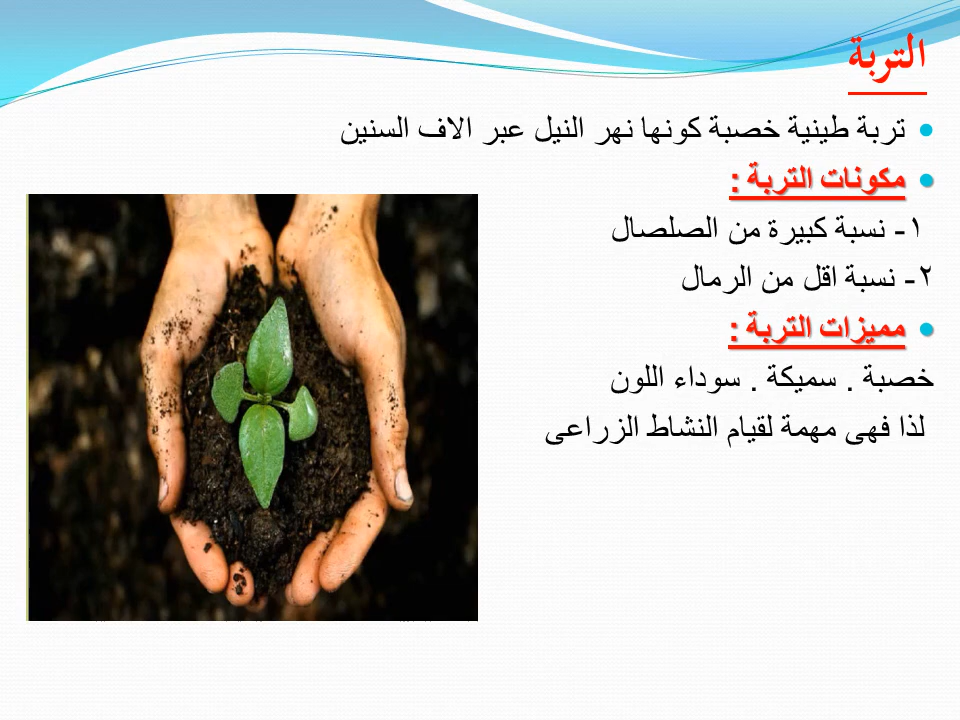 التربة
تربة طينية خصبة كونها نهر النيل عبر الاف السنين
مكونات التربة :
١- نسبة كبيرة من الصلصال
٢- نسبة اقل من الرمال
مميزات التربة :
خصبة . سميكة . سوداء اللون
لذا فهى مهمة لقيام النشاط الزراعى